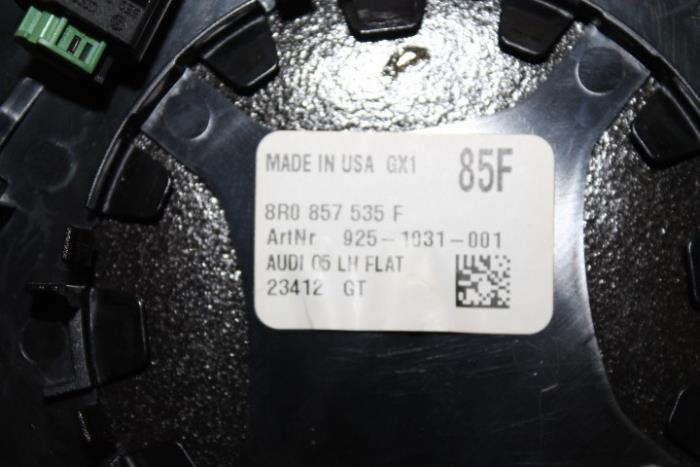 MADE IN USA GX1 85F
8R0 857 535 F
ArtNr 925-1031-001
AUDI Q5 LH FLAT
23412 GT